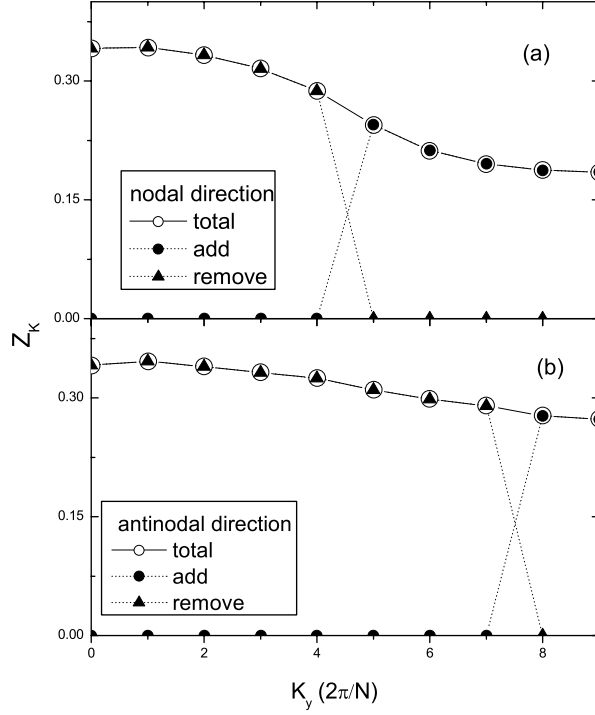 (a)
0.30
0.15
0.00
nodal direction
total
add
remove
Z_K
(b)
0.30
0.15
0.00
antinodal direction
total
add
remove
0 2 4 6 8
K_y (2π/N)